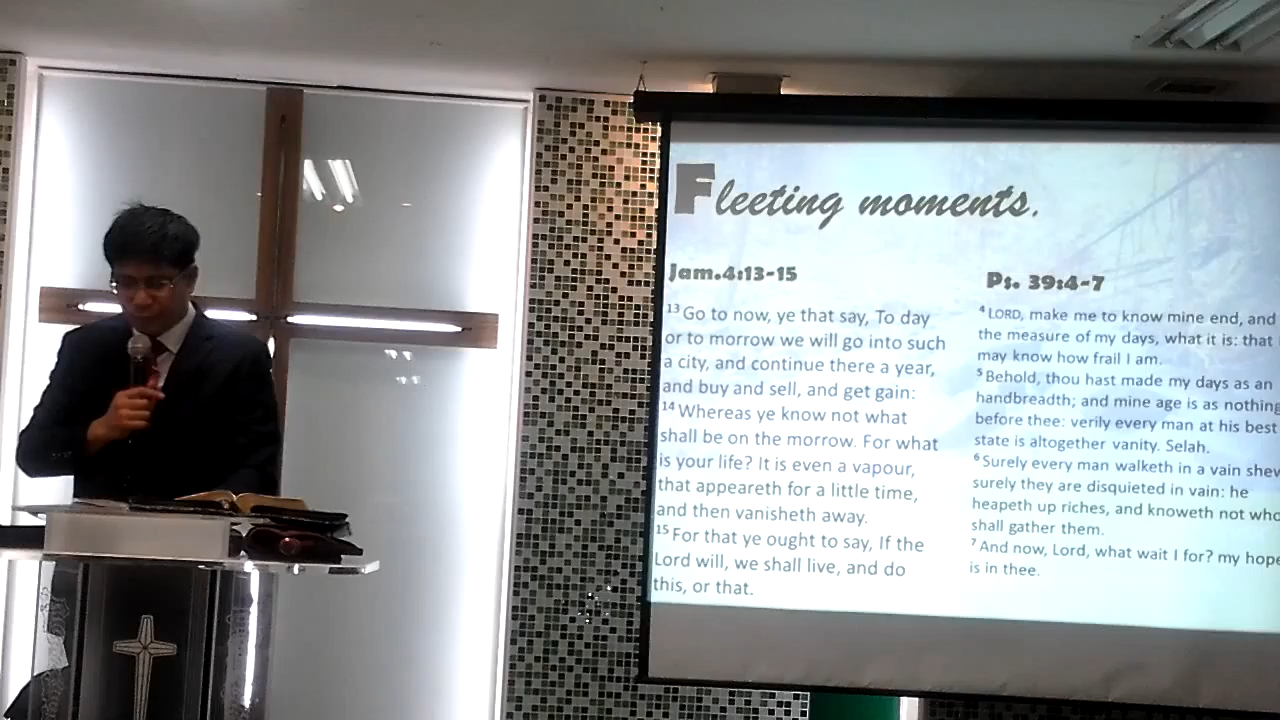 Fleeting moments.
Jam.4:13-15
13 Go to now, ye that say, To day
or to morrow we will go into such
a city, and continue there a year,
and buy and sell, and get gain:
14 Whereas ye know not what
shall be on the morrow. For what
is your life? It is even a vapour,
that appeareth for a little time,
and then vanisheth away.
15 For that ye ought to say, If the
Lord will, we shall live, and do
this, or that.
Ps. 39:4-7
4 LORD, make me to know mine end, and
the measure of my days, what it is: that
may know how frail I am.
5 Behold, thou hast made my days as an
handbreadth; and mine age is as nothing
before thee: verily every man at his best
state is altogether vanity. Selah.
6 Surely every man walketh in a vain shew
surely they are disquieted in vain: he
heapeth up riches, and knoweth not who
shall gather them.
7 And now, Lord, what wait I for? my hope
is in thee.